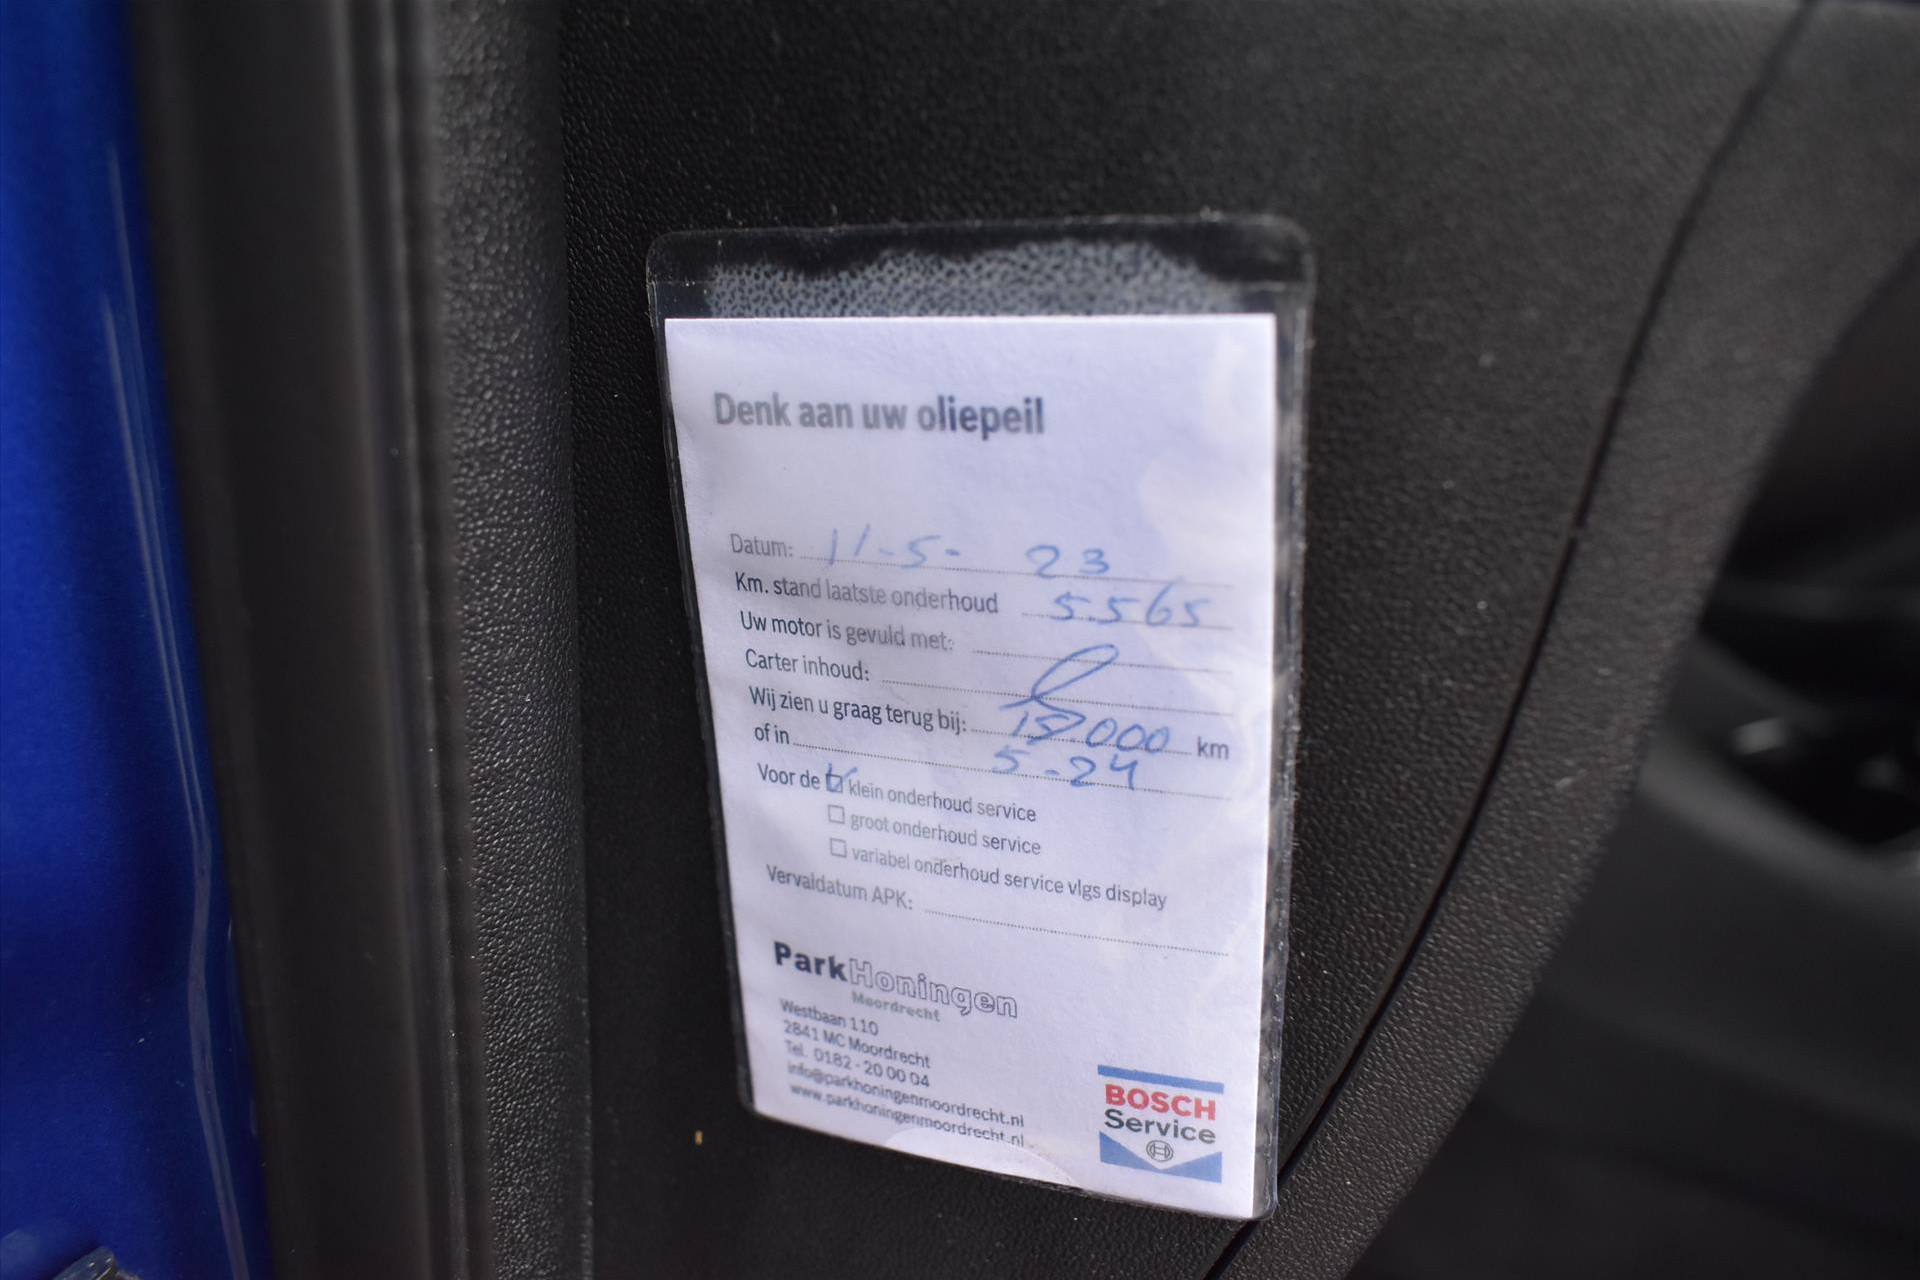 Denk aan uw oliepeil
Datum: 11-5-23
Km. stand laatste onderhoud 5.565
Uw motor is gevuld met:
Carter inhoud:
Wij zien u graag terug bij: 15.000 km
of in 5-24
Voor de klein onderhoud service
groot onderhoud service
variabel onderhoud service vlgs display
Vervaldatum APK:
ParkHoningen
Moordrecht
Westbaan 110
2841 MC Moordrecht
Tel. 0182 - 20 00 04
info@parkhoningenmoordrecht.nl
www.parkhoningenmoordrecht.nl
BOSCH
Service